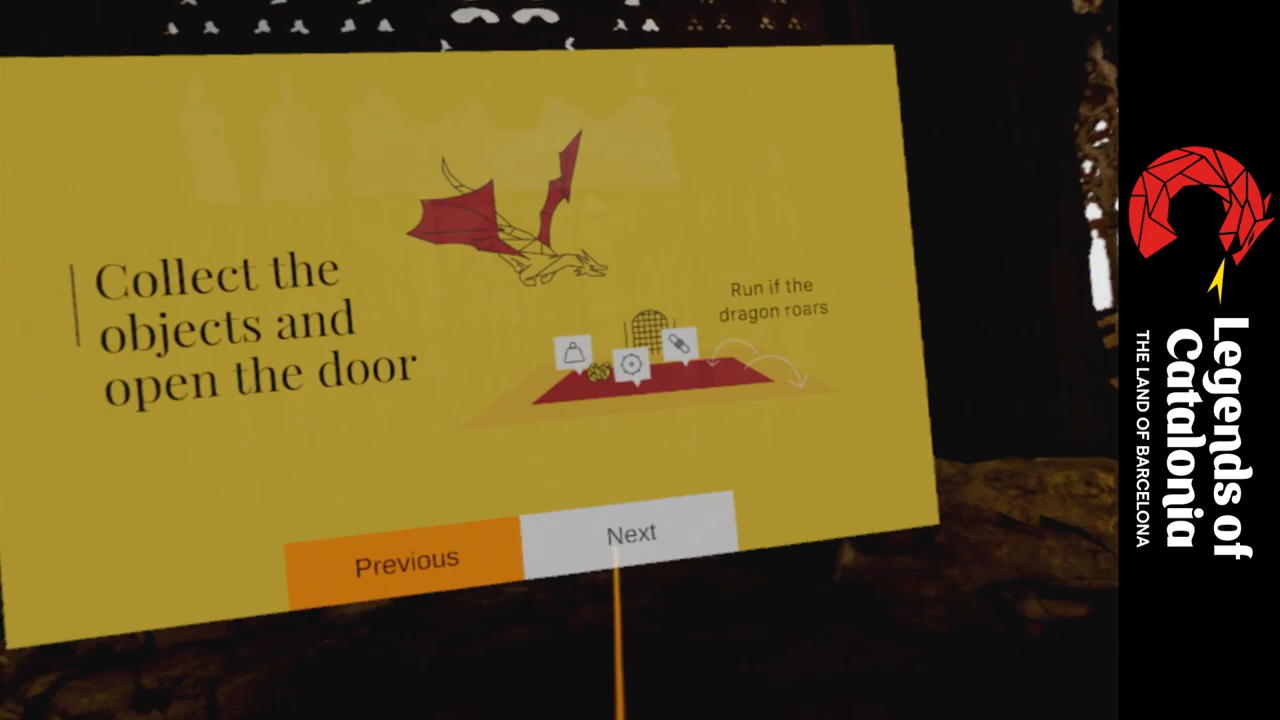 Collect the
objects and
open the door
Run if the
dragon roars
Previous
Next
Legends of
Catalonia
THE LAND OF BARCELONA